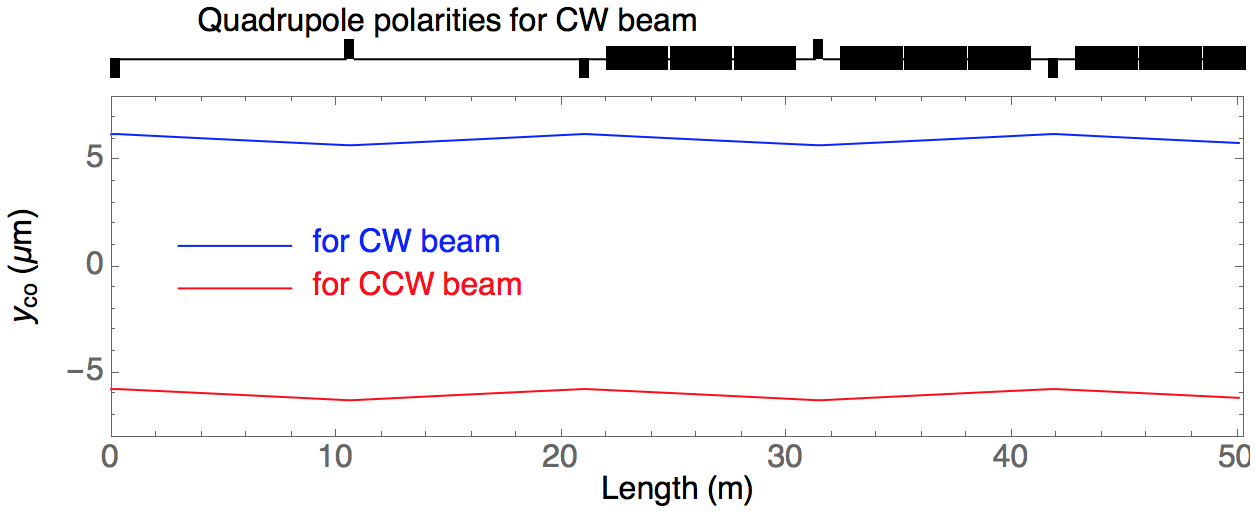 Quadrupole polarities for CW beam
5
0
−5
y_co (μm)
for CW beam
for CCW beam
0 10 20 30 40 50
Length (m)